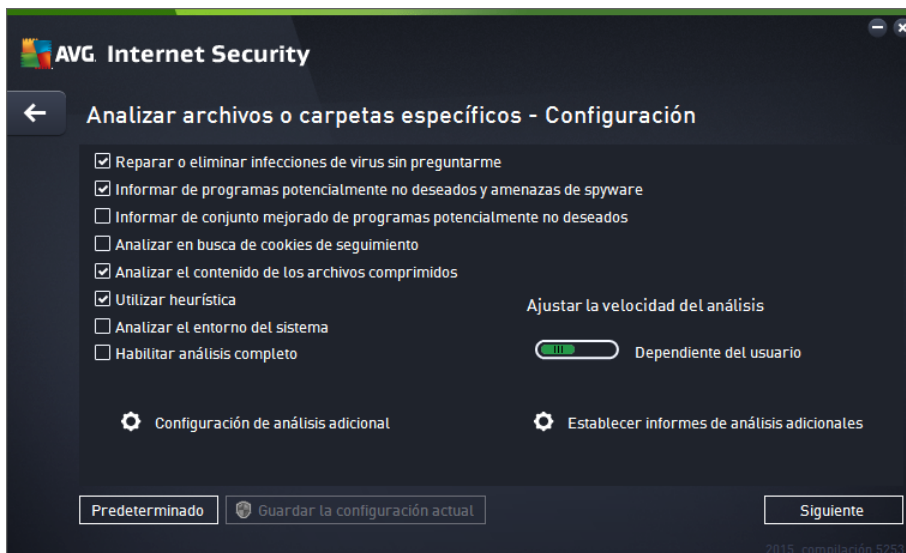 AVG Internet Security
Analizar archivos o carpetas específicos - Configuración
Reparar o eliminar infecciones de virus sin preguntarme
Informar de programas potencialmente no deseados y amenazas de spyware
Informar de conjunto mejorado de programas potencialmente no deseados
Analizar en busca de cookies de seguimiento
Analizar el contenido de los archivos comprimidos
Utilizar heurística
Analizar el entorno del sistema
Habilitar análisis completo
Ajustar la velocidad del análisis
Dependiente del usuario
Configuración de análisis adicional
Establecer informes de análisis adicionales
Predeterminado
Guardar la configuración actual
Siguiente
2015, compilación 5253